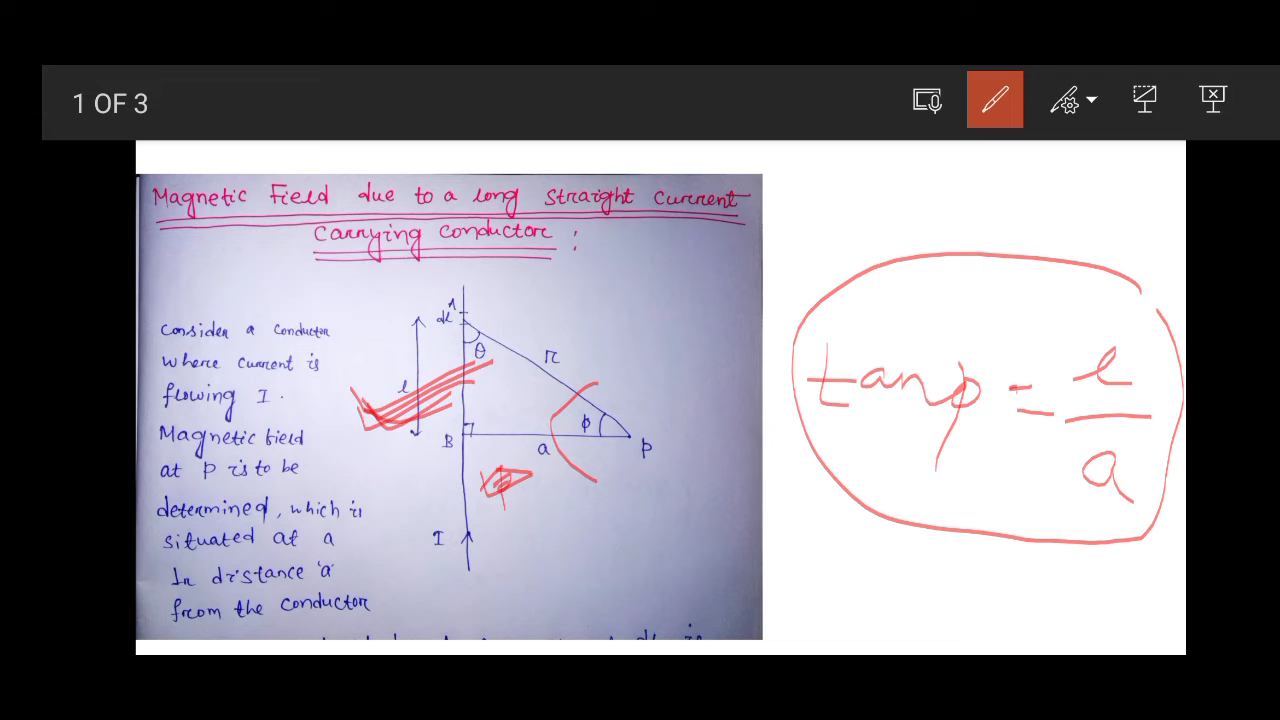 1 OF 3
Magnetic Field due to a long straight current
carrying conductor :
A
dl
Consider a conductor
where current is
flowing I.
Magnetic field
at P is to be
determined, which is
situated at a
In distance 'a'
from the conductor
θ
r
l
B
a
ϕ
P
I
ϕ
tanϕ = l/a